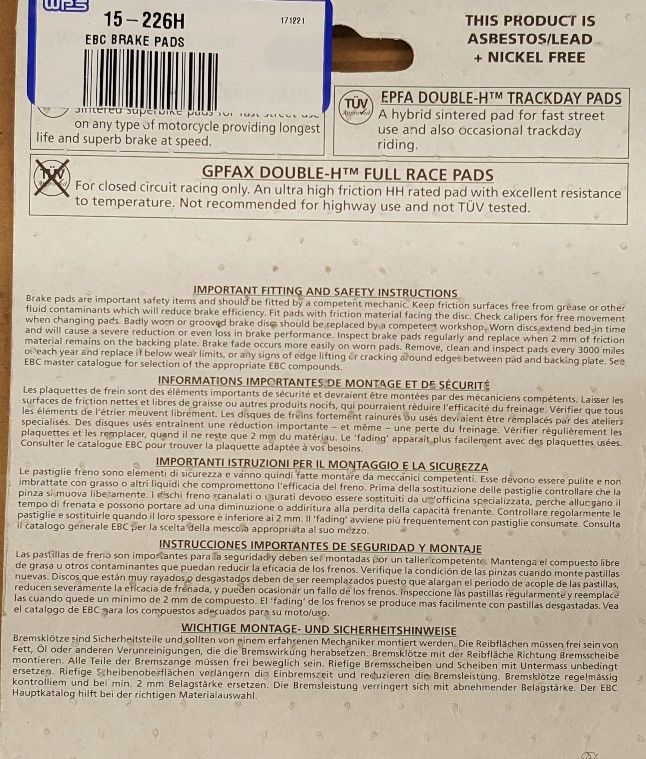 WPS
15-226H
171221
EBC BRAKE PADS
THIS PRODUCT IS
ASBESTOS/LEAD
+ NICKEL FREE
on any type of motorcycle providing longest
life and superb brake at speed.
TÜV
Approved
EPFA DOUBLE-H™ TRACKDAY PADS
A hybrid sintered pad for fast street
use and also occasional trackday
riding.
TÜV
GPFAX DOUBLE-H™ FULL RACE PADS
For closed circuit racing only. An ultra high friction HH rated pad with excellent resistance
to temperature. Not recommended for highway use and not TÜV tested.
IMPORTANT FITTING AND SAFETY INSTRUCTIONS
Brake pads are important safety items and should be fitted by a competent mechanic. Keep friction surfaces free from grease or other
fluid contaminants which will reduce brake efficiency. Fit pads with friction material facing the disc. Check calipers for free movement
when changing pads. Badly worn or grooved brake discs should be replaced by a competent workshop. Worn discs extend bed-in time
and will cause a severe reduction or even loss in brake performance. Inspect brake pads regularly and replace when 2 mm of friction
material remains on the backing plate. Brake fade occurs more easily on worn pads. Remove, clean and inspect pads every 3000 miles
or each year and replace if below wear limits, or any signs of edge lifting or cracking around edges between pad and backing plate. See
EBC master catalogue for selection of the appropriate EBC compounds.
INFORMATIONS IMPORTANTES DE MONTAGE ET DE SÉCURITÉ
Les plaquettes de frein sont des éléments importants de sécurité et devraient être montées par des mécaniciens compétents. Laisser les
surfaces de friction nettes et libres de graisse ou autres produits nocifs, qui pourraient réduire l'efficacité du freinage. Vérifier que tous
les éléments de l'étrier meuvent librement. Les disques de freins fortement rainurés ou usés devraient être remplacés par des ateliers
specialisés. Des disques usés entraînent une réduction importante – et même – une perte du freinage. Vérifier régulièrement les
plaquettes et les remplacer, quand il ne reste que 2 mm du matériau. Le 'fading' apparaît plus facilement avec des plaquettes usées.
Consulter le catalogue EBC pour trouver la plaquette adaptée à vos besoins.
IMPORTANTI ISTRUZIONI PER IL MONTAGGIO E LA SICUREZZA
Le pastiglie freno sono elementi di sicurezza e vanno quindi fatte montare da meccanici competenti. Esse devono essere pulite e non
imbrattate con grasso o altri liquidi che compromettono l'efficacia del freno. Prima della sostituzione delle pastiglie controllare che la
pinza si muova liberamente. I dischi freno rcanalati o usurati devono essere sostituiti da un'officina specializzata, perche allungano il
tempo di frenata e possono portare ad una diminuzione o addiritura alla perdita della capacità frenante. Controllare regolarmente le
pastiglie e sostituirle quando il loro spessore è inferiore ai 2 mm. Il 'fading' avviene più frequentemente con pastiglie consumate. Consulta
il catalogo generale EBC per la scelta della mescola appropriata al suo mezzo.
INSTRUCCIONES IMPORTANTES DE SEGURIDAD Y MONTAJE
Las pastillas de freno son importantes para la seguridad y deben ser montadas por un taller competente. Mantenga el compuesto libre
de grasa u otros contaminantes que puedan reducir la eficacia de los frenos. Verifique la condición de las pinzas cuando monte pastillas
nuevas. Discos que están muy rayados o desgastados deben de ser reemplazados puesto que alargan el periodo de acople de las pastillas,
reducen severamente la eficacia de frenada, y pueden ocasionar un fallo de los frenos. Inspeccione las pastillas regularmente y reemplace
las cuando quede un mínimo de 2 mm de compuesto. El 'fading' de los frenos se produce mas facilmente con pastillas desgastadas. Vea
el catalogo de EBC para los compuestos adecuados para su moto/uso.
WICHTIGE MONTAGE- UND SICHERHEITSHINWEISE
Bremsklötze sind Sicherheitsteile und sollten von einem erfahrenen Mechaniker montiert werden. Die Reibflächen müssen frei sein von
Fett, Öl oder anderen Verunreinigungen, die die Bremswirkung herabsetzen. Bremsklötze mit der Reibfläche Richtung Bremsscheibe
montieren. Alle Teile der Bremszange müssen frei beweglich sein. Riefige Bremsscheiben und Scheiben mit Untermass unbedingt
ersetzen. Riefige Scheibenoberflächen verlängern die Einbremszeit und reduzieren die Bremsleistung. Bremsklötze regelmässig
kontrolliem und bei min. 2 mm Belagstärke ersetzen. Die Bremsleistung verringert sich mit abnehmender Belagstärke. Der EBC
Hauptkatalog hilft bei der richtigen Materialauswahl.